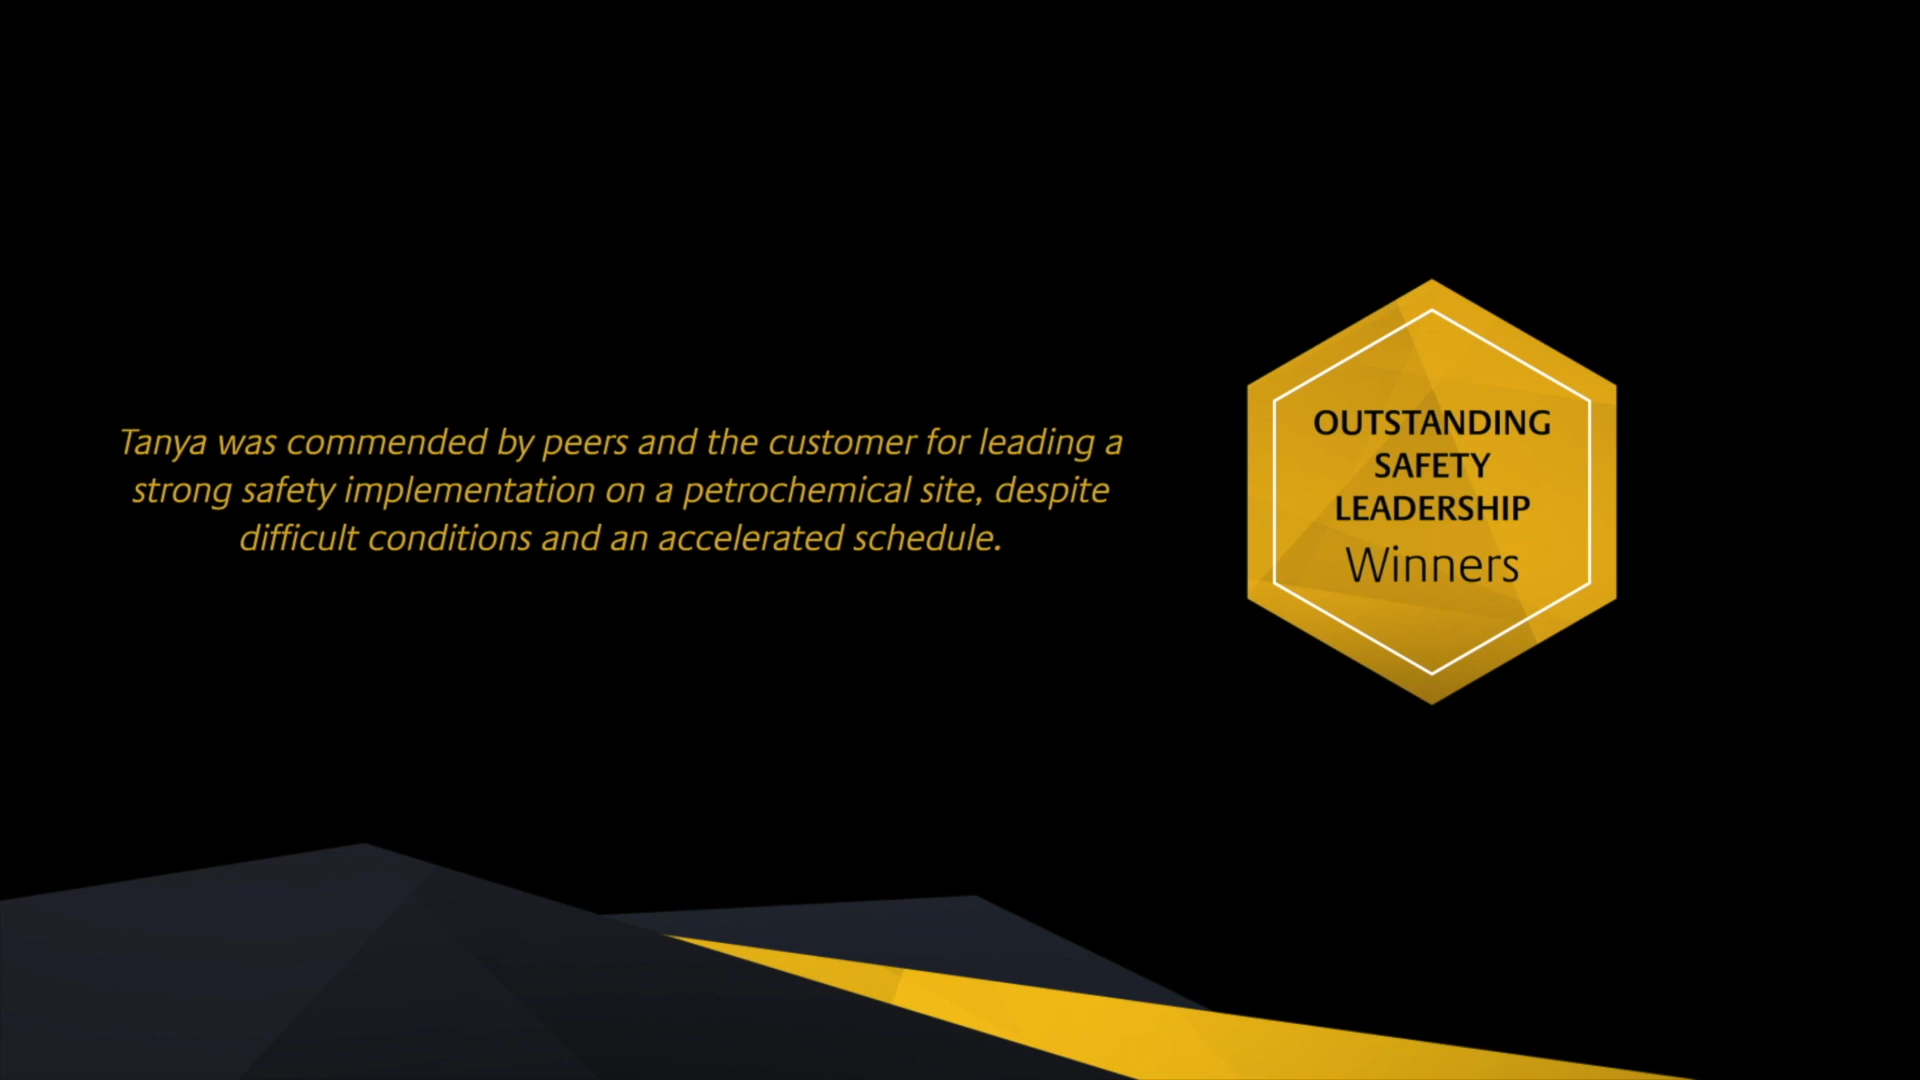 Tanya was commended by peers and the customer for leading a
strong safety implementation on a petrochemical site, despite
difficult conditions and an accelerated schedule.
OUTSTANDING
SAFETY
LEADERSHIP
Winners